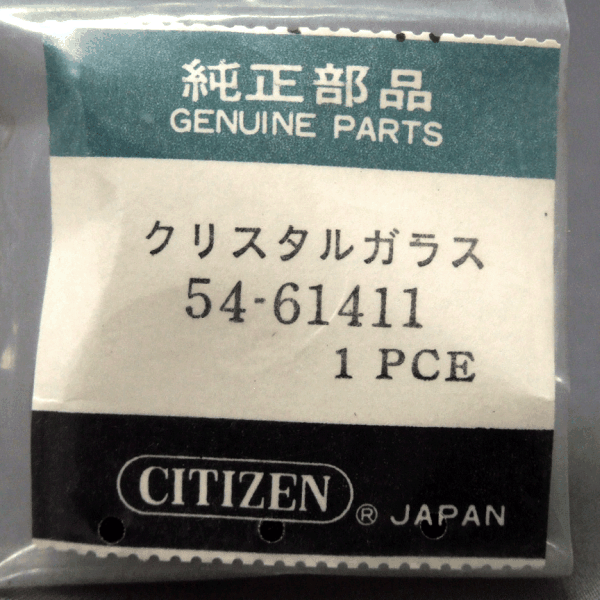 純正部品
GENUINE PARTS
クリスタルガラス
54-61411
1 PCE
CITIZEN ® JAPAN